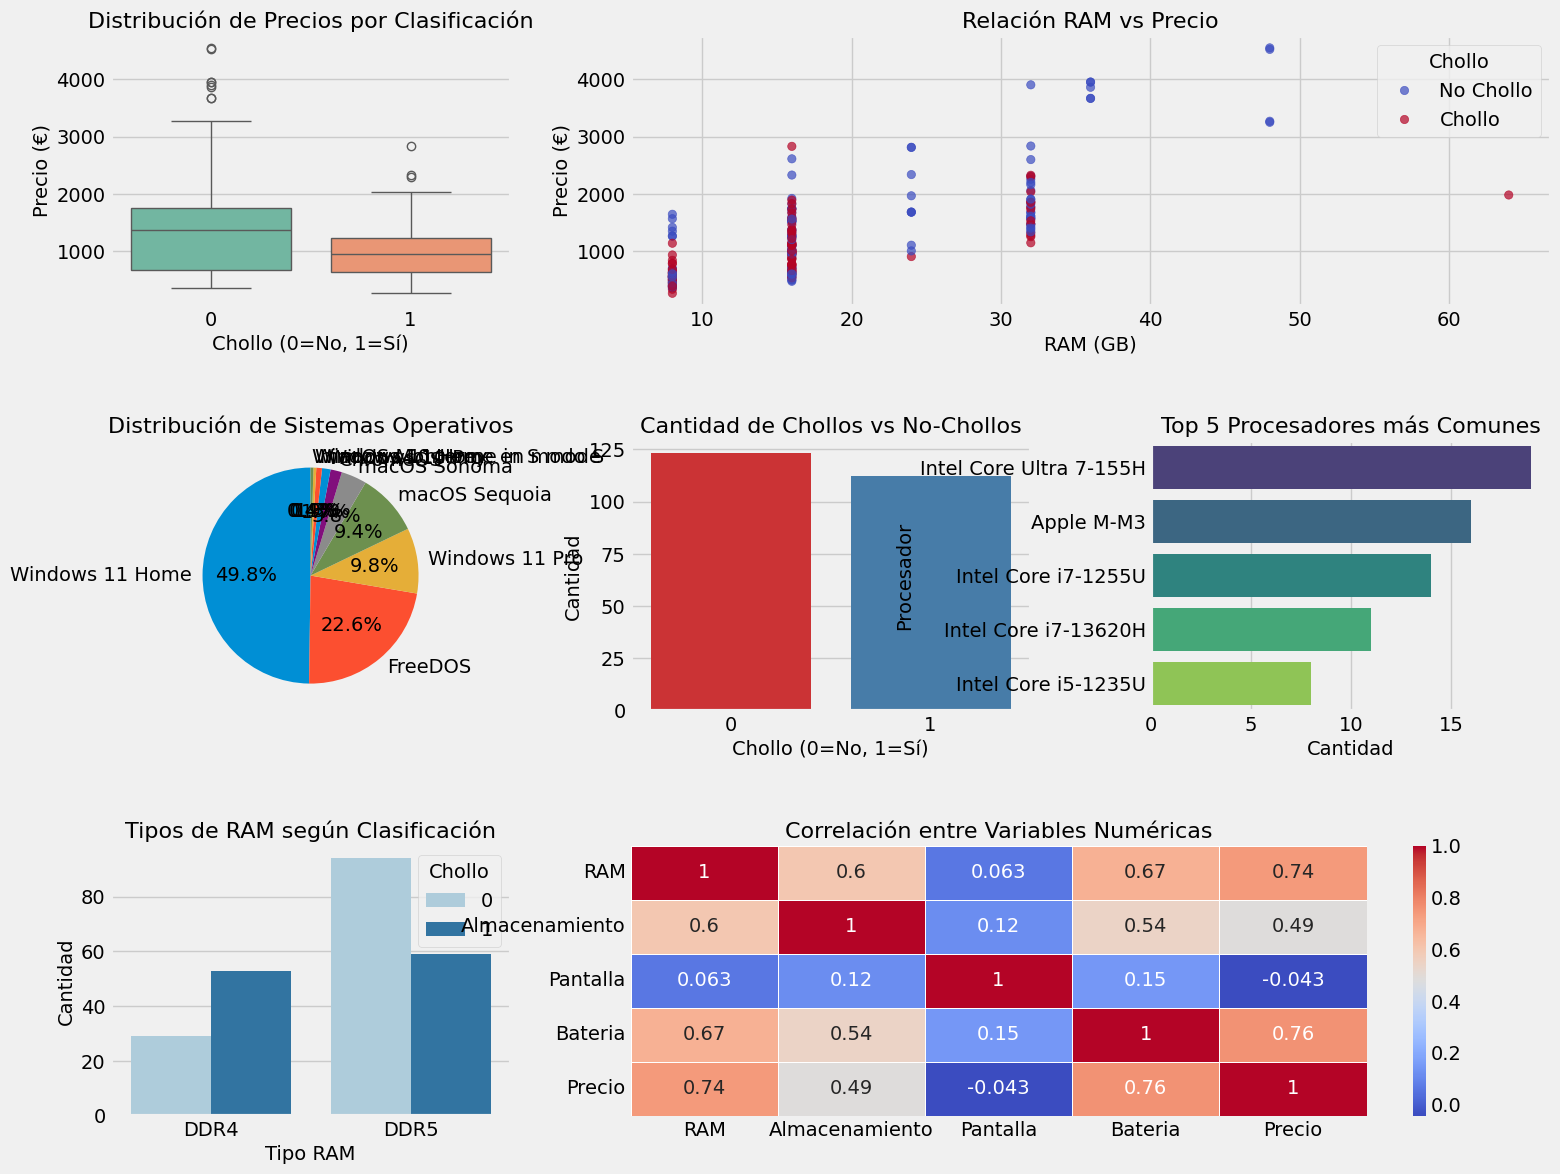 Distribución de Precios por Clasificación
Precio (€)
4000
3000
2000
1000
0
1
Chollo (0=No, 1=Sí)
Relación RAM vs Precio
Precio (€)
4000
3000
2000
1000
Chollo
No Chollo
Chollo
10
20
30
40
50
60
RAM (GB)
Distribución de Sistemas Operativos
macOS Sonoma
macOS Sequoia
Windows 11 Pro
FreeDOS
Windows 11 Home
9.4%
9.8%
22.6%
49.8%
Cantidad de Chollos vs No-Chollos
Cantidad
125
100
75
50
25
0
0
1
Chollo (0=No, 1=Sí)
Top 5 Procesadores más Comunes
Procesador
Intel Core Ultra 7-155H
Apple M-M3
Intel Core i7-1255U
Intel Core i7-13620H
Intel Core i5-1235U
0
5
10
15
Cantidad
Tipos de RAM según Clasificación
Cantidad
80
60
40
20
0
Chollo
0
1
DDR4
DDR5
Tipo RAM
Correlación entre Variables Numéricas
RAM
1
0.6
0.063
0.67
0.74
Almacenamiento
0.6
1
0.12
0.54
0.49
Pantalla
0.063
0.12
1
0.15
-0.043
Bateria
0.67
0.54
0.15
1
0.76
Precio
0.74
0.49
-0.043
0.76
1
RAM
Almacenamiento
Pantalla
Bateria
Precio
1.0
0.8
0.6
0.4
0.2
0.0